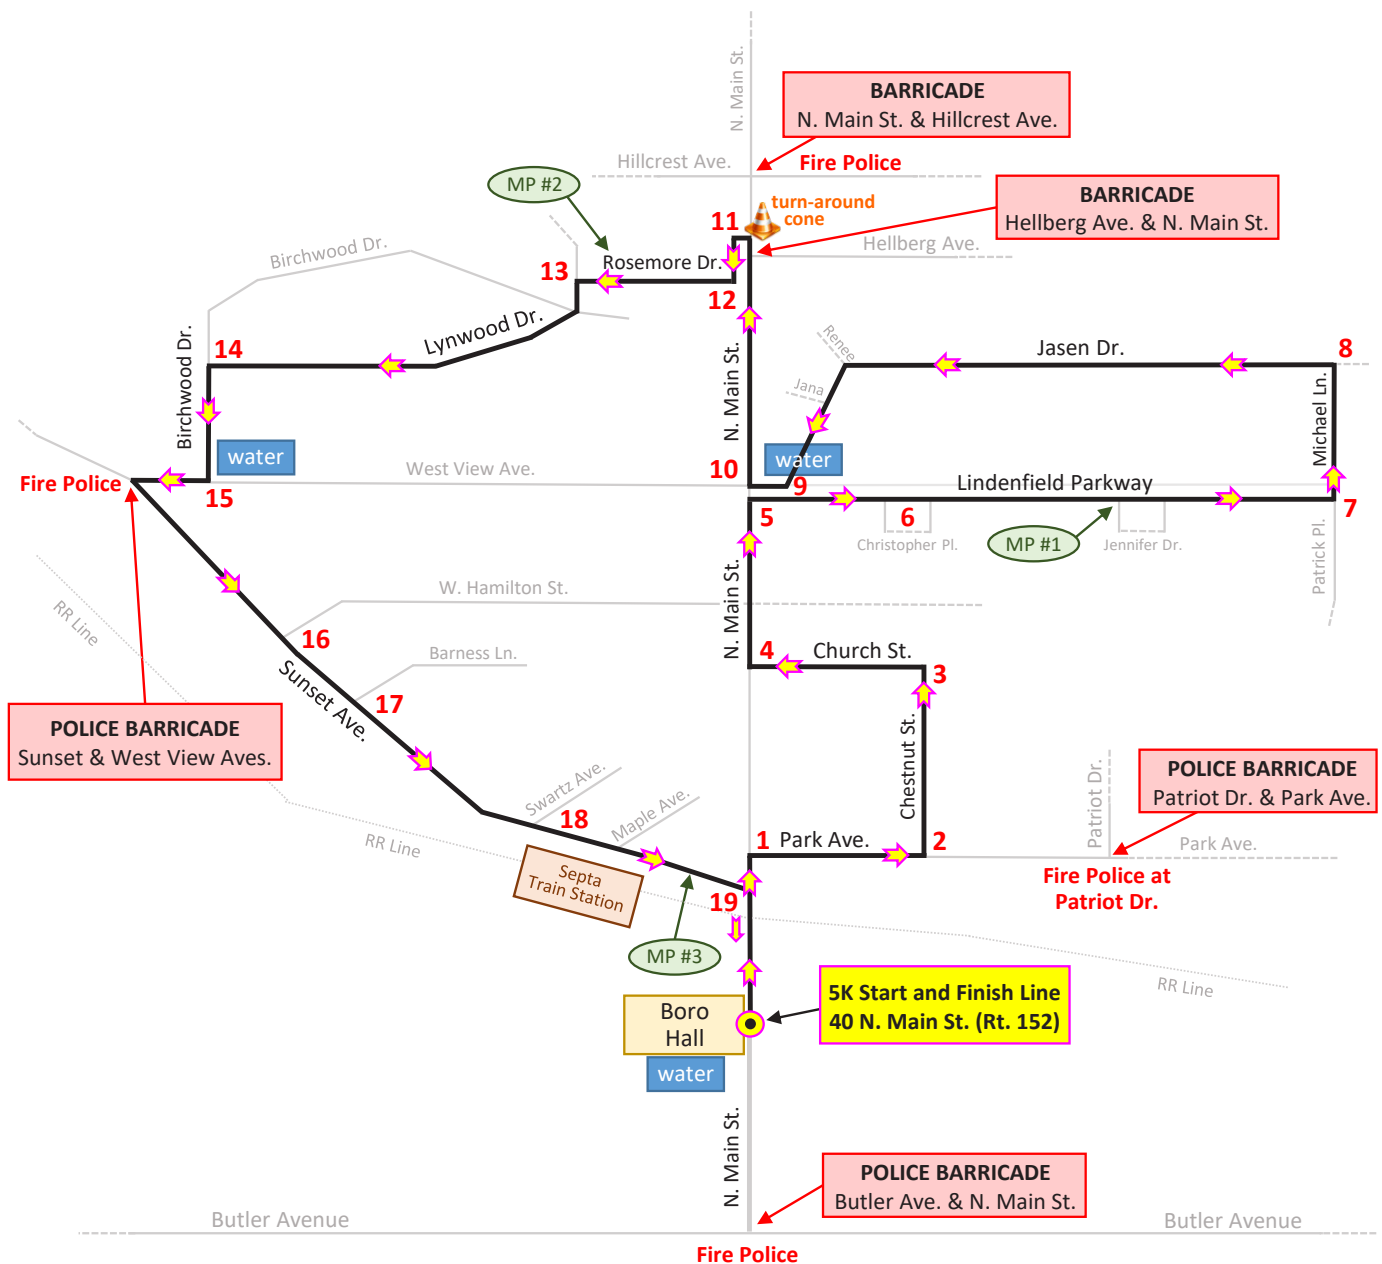 N. Main St.
BARRICADE
N. Main St. & Hillcrest Ave.
Hillcrest Ave.
Fire Police
MP #2
BARRICADE
Hellberg Ave. & N. Main St.
turn-around
cone
11
Hellberg Ave.
Birchwood Dr.
13
Rosemore Dr.
12
Lynwood Dr.
14
Birchwood Dr.
N. Main St.
Renee
Jana
Jasen Dr.
8
Michael Ln.
water
West View Ave.
10
water
9
Lindenfield Parkway
Fire Police
15
5
6
7
Christopher Pl.
MP #1
Jennifer Dr.
Patrick Pl.
W. Hamilton St.
N. Main St.
RR Line
16
Barness Ln.
4
Church St.
3
Sunset Ave.
17
POLICE BARRICADE
Sunset & West View Aves.
Chestnut St.
Patriot Dr.
POLICE BARRICADE
Patriot Dr. & Park Ave.
Swartz Ave.
Maple Ave.
18
RR Line
1
Park Ave.
2
Park Ave.
Fire Police at
Patriot Dr.
Septa
Train Station
19
MP #3
RR Line
5K Start and Finish Line
40 N. Main St. (Rt. 152)
Boro
Hall
water
N. Main St.
POLICE BARRICADE
Butler Ave. & N. Main St.
Butler Avenue
Butler Avenue
Fire Police